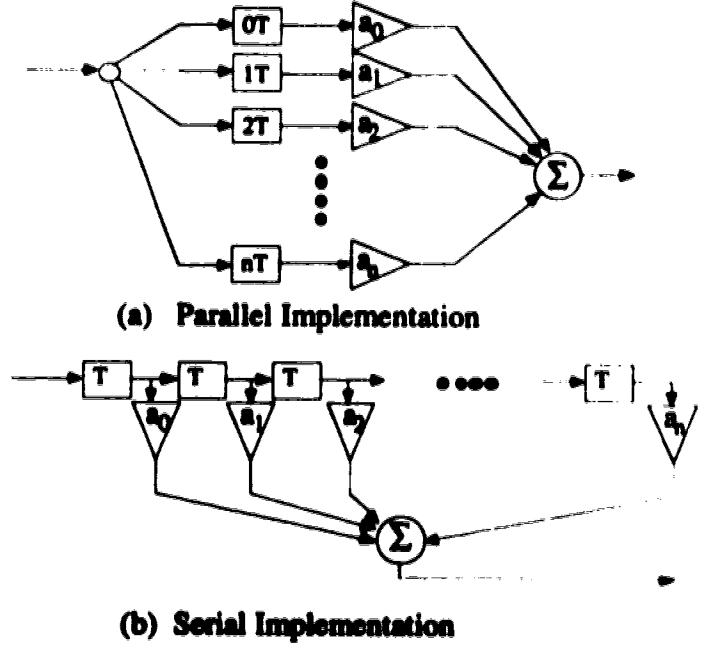 0T a₀
1T a₁
2T a₂
Σ
nT aₙ
(a) Parallel Implementation
T T T T
a₀ a₁ a₂ aₙ
Σ
(b) Serial Implementation